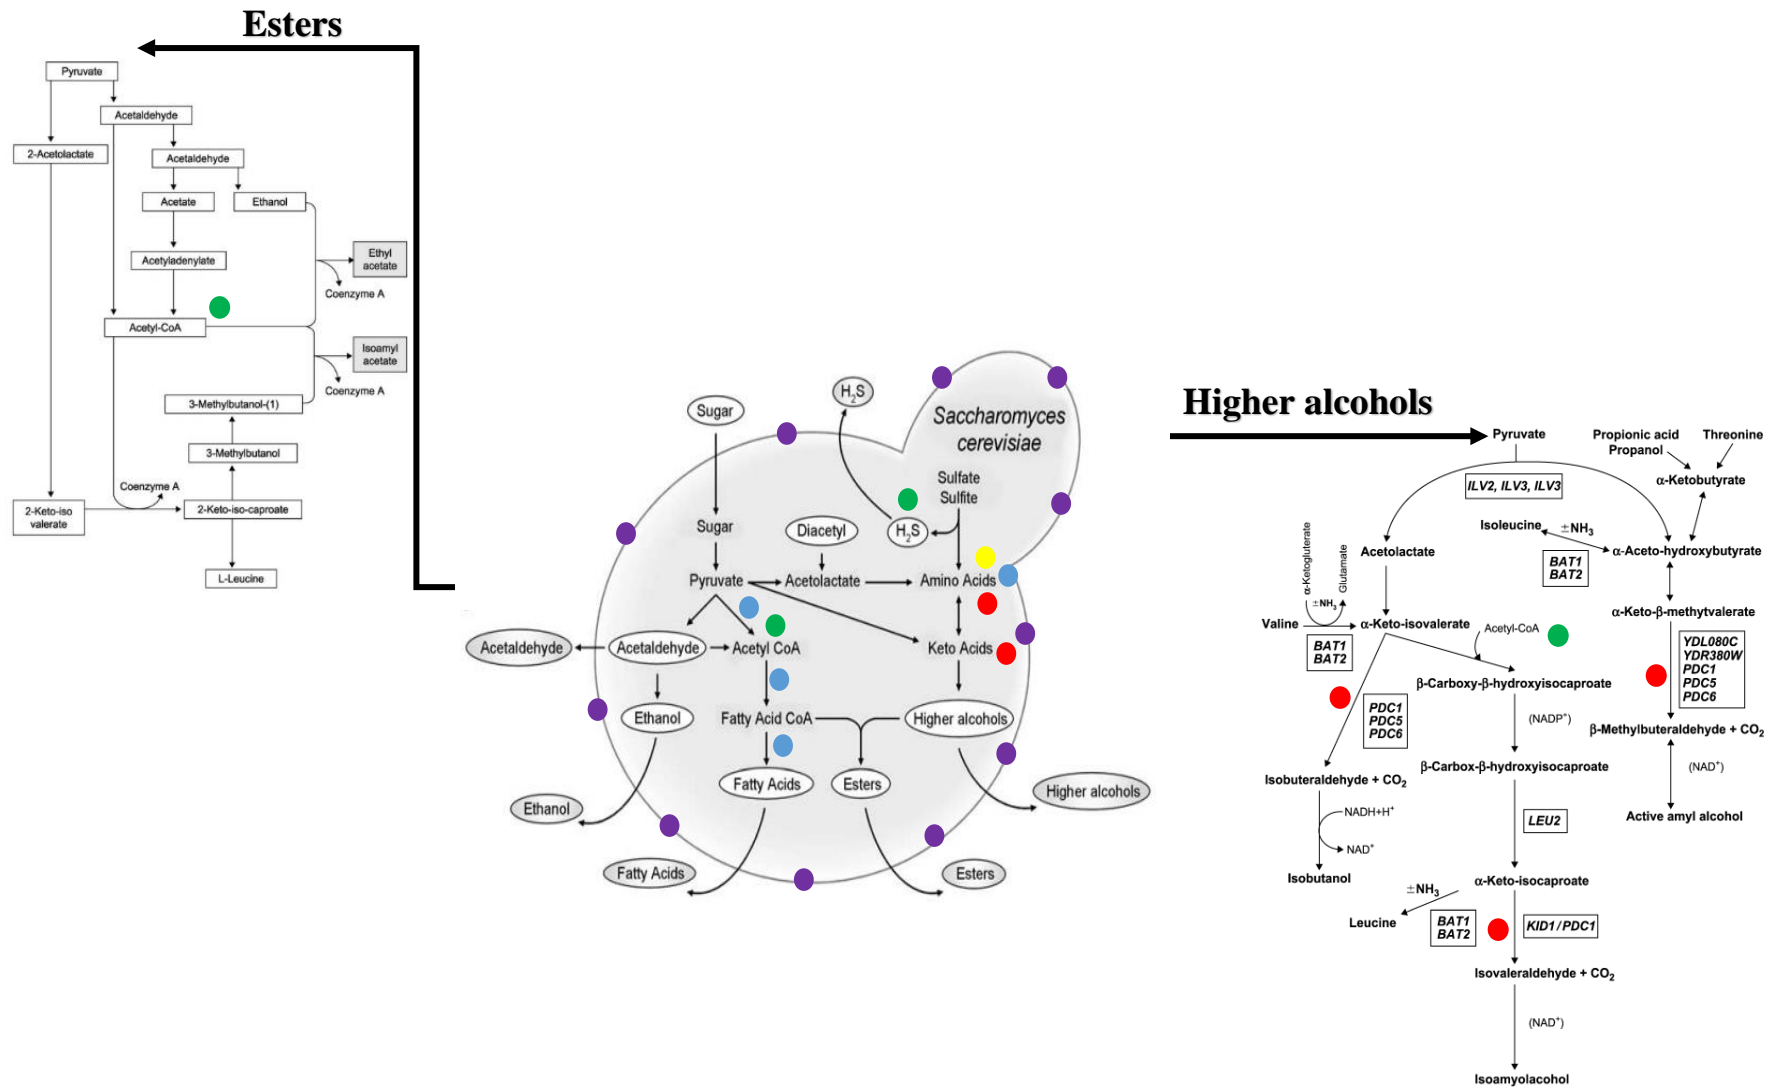 Esters
Pyruvate
Acetaldehyde
2-Acetolactate
Acetaldehyde
Acetate
Ethanol
Ethyl
acetate
Acetyladenylate
Coenzyme A
Acetyl-CoA
Isoamyl
acetate
Coenzyme A
3-Methylbutanol-(1)
3-Methylbutanol
Coenzyme A
2-Keto-iso
valerate
2-Keto-iso-caproate
L-Leucine
H2S
Sugar
Saccharomyces
cerevisiae
Sulfate
Sulfite
Sugar
Diacetyl
H2S
Pyruvate
Acetolactate
Amino Acids
Acetaldehyde
Acetaldehyde
Acetyl CoA
Keto Acids
Ethanol
Fatty Acid CoA
Higher alcohols
Fatty Acids
Esters
Higher alcohols
Ethanol
Fatty Acids
Esters
Higher alcohols
Pyruvate
Propionic acid
Propanol
Threonine
α-Ketobutyrate
ILV2, ILV3, ILV3
Isoleucine
±NH3
α-Aceto-hydroxybutyrate
BAT1
BAT2
Acetolactate
α-Ketogluterate
Glutamate
±NH3
α-Keto-β-methytvalerate
Valine
α-Keto-isovalerate
Acetyl-CoA
BAT1
BAT2
YDL080C
YDR380W
PDC1
PDC5
PDC6
β-Carboxy-β-hydroxyisocaproate
PDC1
PDC5
PDC6
(NADP+)
β-Methylbuteraldehyde + CO2
Isobuteraldehyde + CO2
β-Carbox-β-hydroxyisocaproate
(NAD+)
NADH+H+
NAD+
LEU2
Active amyl alcohol
Isobutanol
α-Keto-isocaproate
±NH3
Leucine
BAT1
BAT2
KID1/PDC1
Isovaleraldehyde + CO2
(NAD+)
Isoamyolacohol